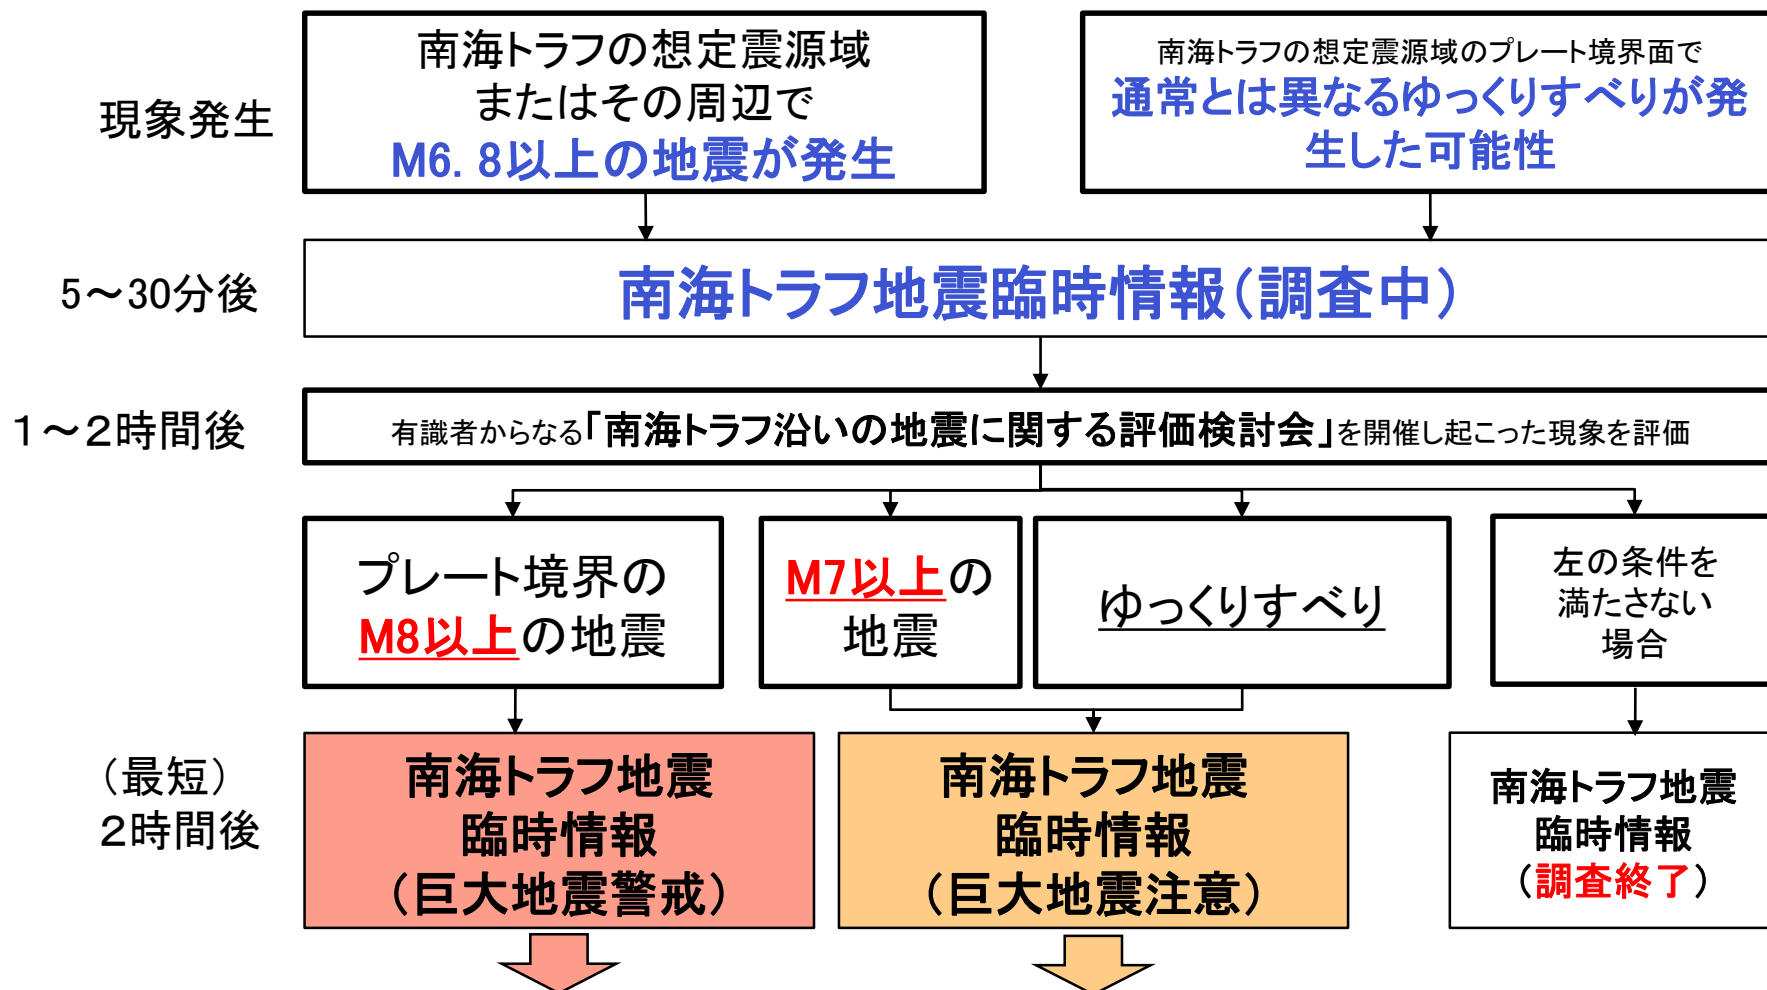 現象発生
南海トラフの想定震源域
またはその周辺で
M6.8以上の地震が発生
南海トラフの想定震源域のプレート境界面で
通常とは異なるゆっくりすべりが発
生した可能性
5～30分後
南海トラフ地震臨時情報（調査中）
１～２時間後
有識者からなる「南海トラフ沿いの地震に関する評価検討会」を開催し起こった現象を評価
プレート境界の
M8以上の地震
M7以上の
地震
ゆっくりすべり
左の条件を
満たさない
場合
（最短）
２時間後
南海トラフ地震
臨時情報
（巨大地震警戒）
南海トラフ地震
臨時情報
（巨大地震注意）
南海トラフ地震
臨時情報
（調査終了）